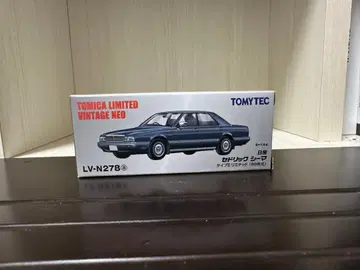 TOMICA LIMITED
VINTAGE NEO
TOMYTEC
LV-N278
日産
セドリック シーマ